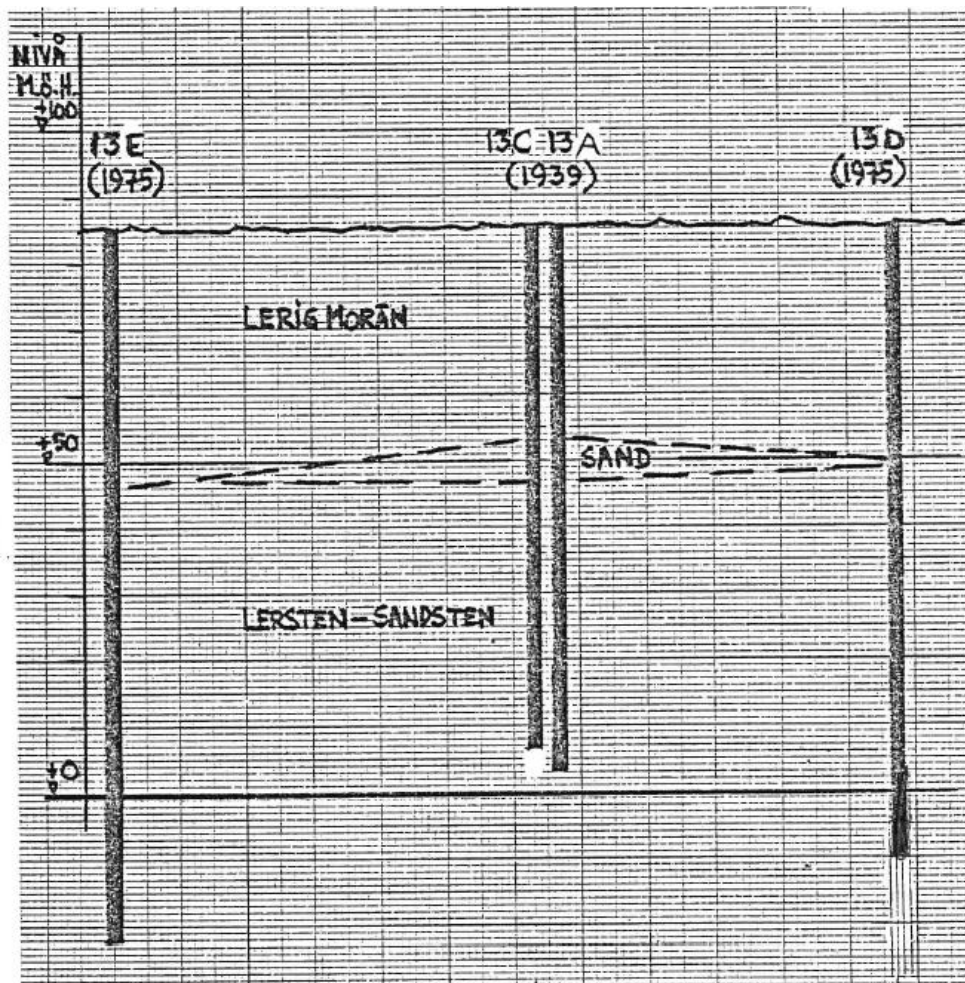 NIVÅ
M.Ö.H.
+100
13E
(1975)
13C 13A
(1939)
13D
(1975)
LERIG MORÄN
+50
SAND
LERSTEN-SANDSTEN
±0